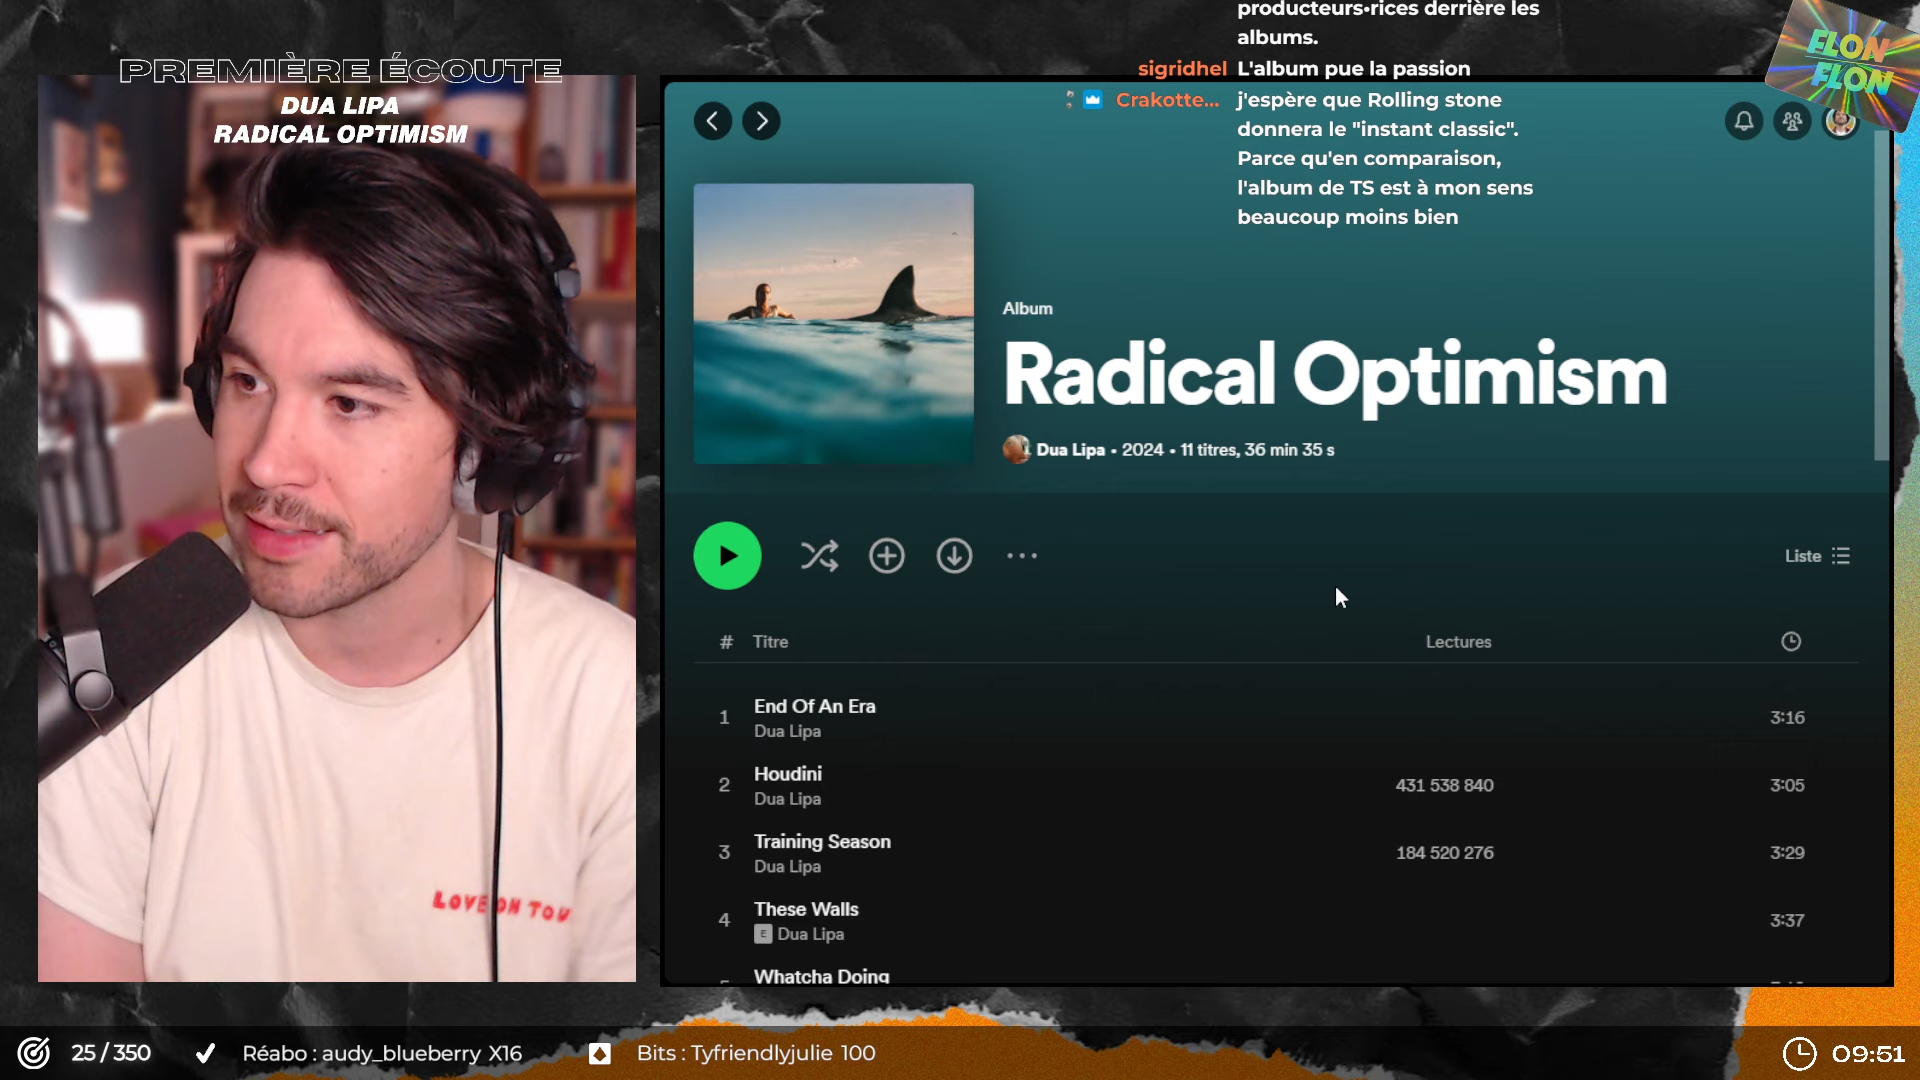 PREMIÈRE ÉCOUTE
DUA LIPA
RADICAL OPTIMISM
producteurs•rices derrière les
albums.
sigridhel L'album pue la passion
Crakotte... j'espère que Rolling stone
donnera le "instant classic".
Parce qu'en comparaison,
l'album de TS est à mon sens
beaucoup moins bien
FLON
FLON
Album
Radical Optimism
Dua Lipa • 2024 • 11 titres, 36 min 35 s
Liste
# Titre Lectures
1 End Of An Era 3:16
Dua Lipa
2 Houdini 431 538 840 3:05
Dua Lipa
3 Training Season 184 520 276 3:29
Dua Lipa
4 These Walls 3:37
E Dua Lipa
Whatcha Doing
LOVE ON TOU
25 / 350
Réabo : audy_blueberry X16
Bits : Tyfriendlyjulie 100
09:51